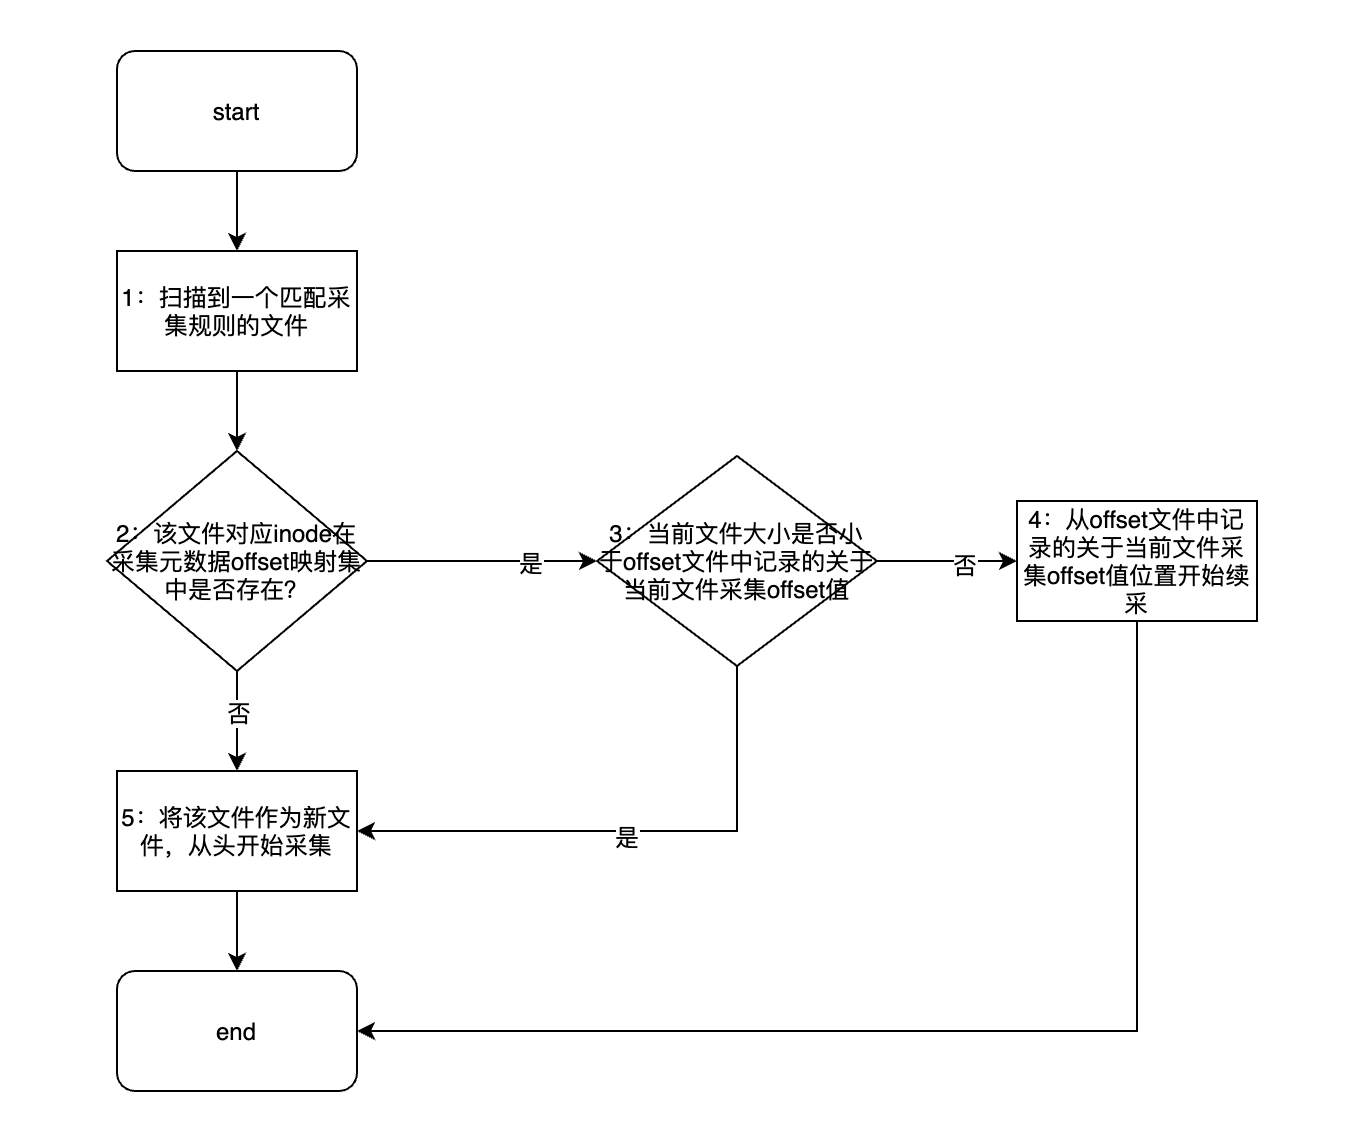 start
1：扫描到一个匹配采
集规则的文件
2：该文件对应inode在
采集元数据offset映射集
中是否存在？
是
3：当前文件大小是否小
于offset文件中记录的关于
当前文件采集offset值
否
4：从offset文件中记
录的关于当前文件采
集offset值位置开始续
采
否
5：将该文件作为新文
件，从头开始采集
是
end